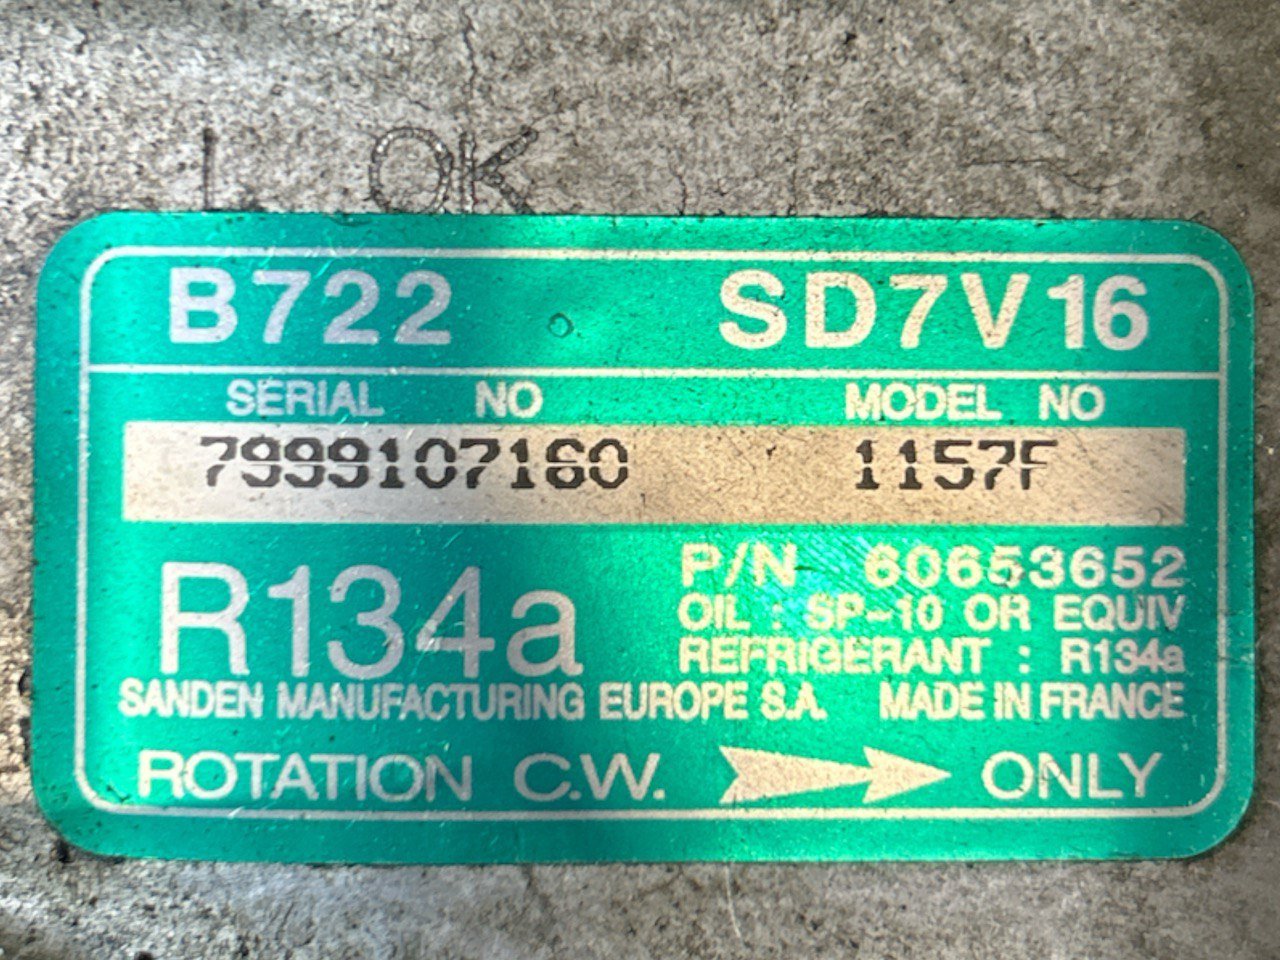 OK
B722 SD7V16
SERIAL NO MODEL NO
7999107160 1157F
R134a
P/N 60653652
OIL : SP-10 OR EQUIV
REFRIGERANT : R134a
SANDEN MANUFACTURING EUROPE S.A. MADE IN FRANCE
ROTATION C.W. ONLY